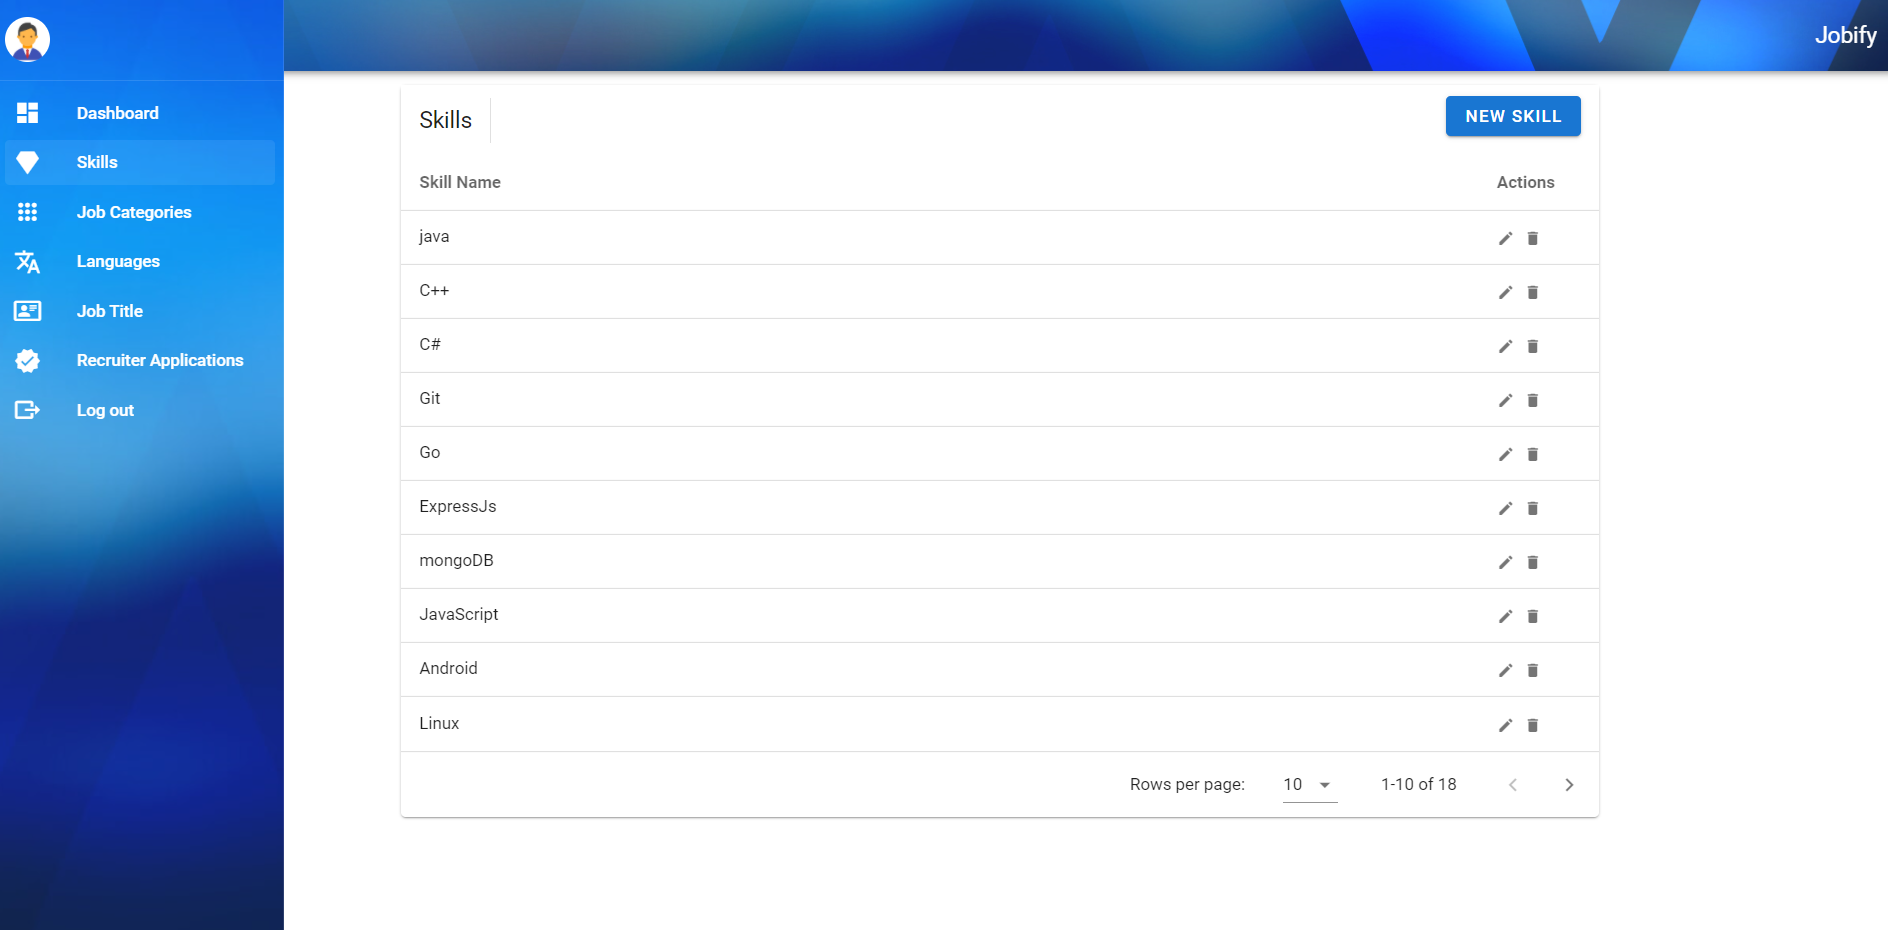 Jobify
Dashboard
Skills
Job Categories
Languages
Job Title
Recruiter Applications
Log out
Skills
NEW SKILL
Skill Name Actions
java
C++
C#
Git
Go
ExpressJs
mongoDB
JavaScript
Android
Linux
Rows per page: 10 1-10 of 18